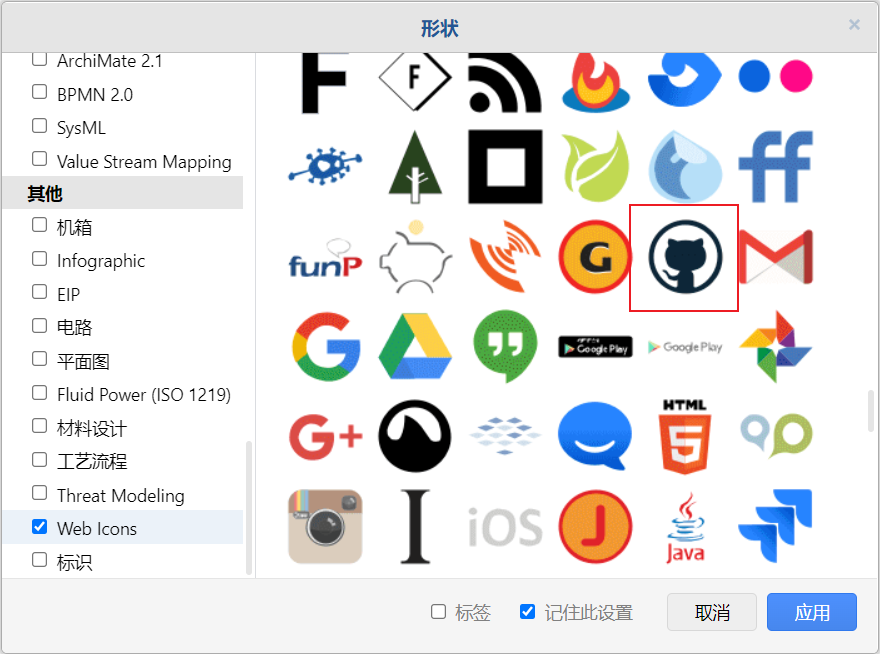 形状
ArchiMate 2.1
BPMN 2.0
SysML
Value Stream Mapping
其他
机箱
Infographic
EIP
电路
平面图
Fluid Power (ISO 1219)
材料设计
工艺流程
Threat Modeling
Web Icons
标识
F
F
ff
funP
G
Google Play
Google Play
G+
HTML
5
iOS
J
Java
标签
记住此设置
取消
应用